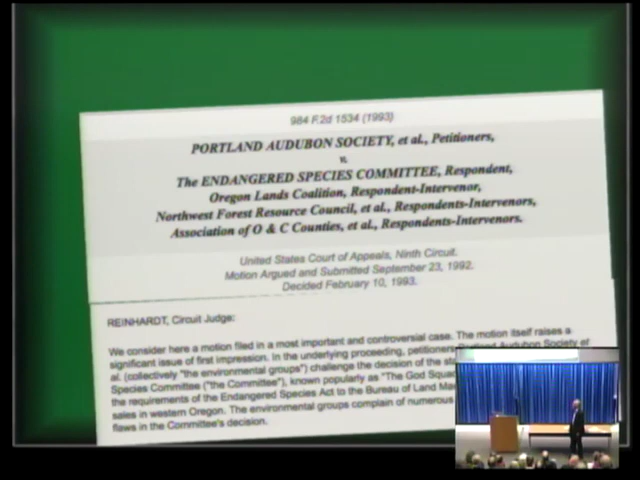 984 F.2d 1534 (1993)
PORTLAND AUDUBON SOCIETY, et al., Petitioners,
v.
The ENDANGERED SPECIES COMMITTEE, Respondent,
Oregon Lands Coalition, Respondent-Intervenor,
Northwest Forest Resource Council, et al., Respondents-Intervenors,
Association of O & C Counties, et al., Respondents-Intervenors.
United States Court of Appeals, Ninth Circuit.
Motion Argued and Submitted September 23, 1992.
Decided February 10, 1993.
REINHARDT, Circuit Judge:
We consider here a motion filed in a most important and controversial case. The motion itself raises a
significant issue of first impression. In the underlying proceeding, petitioners Portland Audubon Society et
al. (collectively "the environmental groups") challenge the decision of the
Species Committee ("the Committee"), known popularly as "The God
the requirements of the Endangered Species Act to the Bureau of Land
sales in western Oregon. The environmental groups complain of numerous
flaws in the Committee's decision.